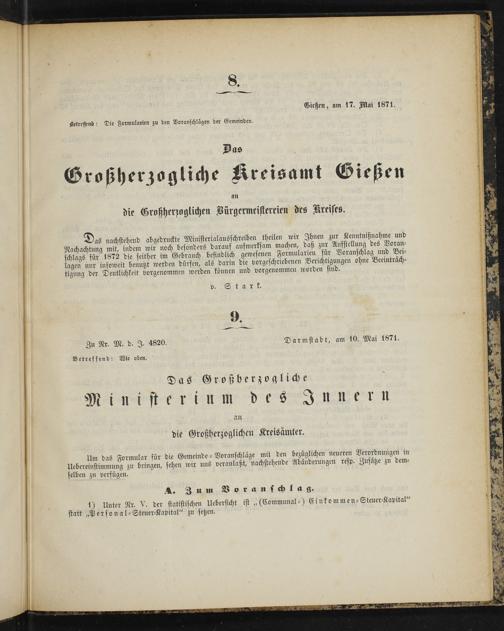 8.
Gießen, am 17. Mai 1871.
Betreffend: Die Formularien zu den Voranschlägen der Gemeinden.
Das
Großherzogliche Kreisamt Gießen
an
die Großherzoglichen Bürgermeistereien des Kreises.
Das nachstehend abgedruckte Ministerialausschreiben theilen wir Ihnen zur Kenntnißnahme und
Nachachtung mit, indem wir noch besonders darauf aufmerksam machen, daß zur Aufstellung des Voran-
schlags für 1872 die seither im Gebrauch befindlich gewesenen Formularien für Voranschlag und Bei-
lagen nur insoweit benutzt werden dürfen, als darin die vorgeschriebenen Berichtigungen ohne Beeinträch-
tigung der Deutlichkeit vorgenommen werden können und vorgenommen worden sind.
v. Stark.
9.
Zu Nr. M. d. J. 4820.
Darmstadt, am 10. Mai 1871.
Betreffend: Wie oben.
Das Großherzogliche
Ministerium des Innern
an
die Großherzoglichen Kreisämter.
Um das Formular für die Gemeinde-Voranschläge mit den bezüglichen neueren Verordnungen in
Uebereinstimmung zu bringen, sehen wir uns veranlaßt, nachstehende Abänderungen resp. Zusätze zu dem-
selben zu verfügen.
A. Zum Voranschlag.
1) Unter Nr. V. der statistischen Uebersicht ist „(Communal-) Einkommen-Steuer-Kapital“
statt „Personal-Steuer-Kapital“ zu setzen.